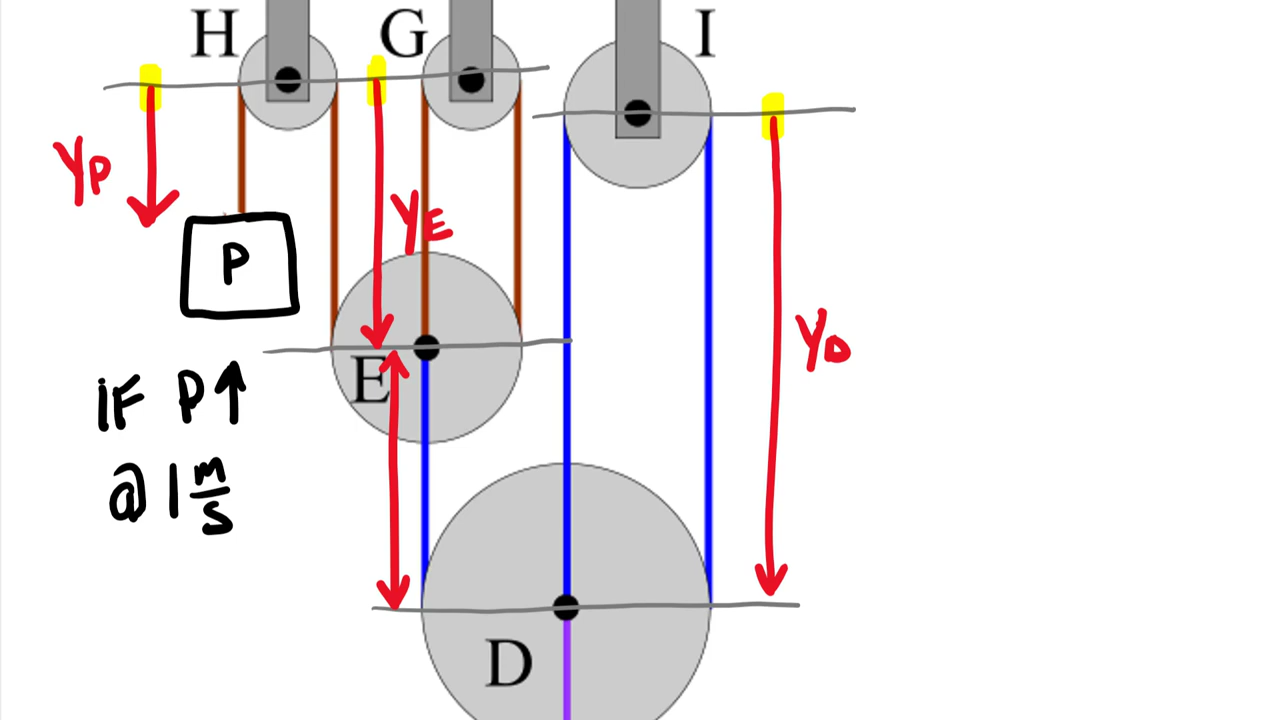 H G I
YP
YE
P
YD
IF P↑
E
@ 1 m/s
D